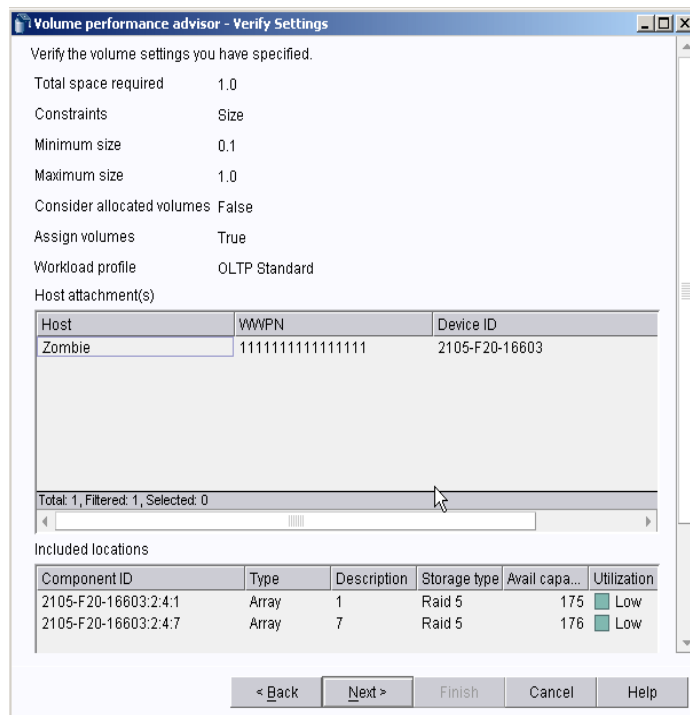 Volume performance advisor - Verify Settings
Verify the volume settings you have specified.
Total space required 1.0
Constraints Size
Minimum size 0.1
Maximum size 1.0
Consider allocated volumes False
Assign volumes True
Workload profile OLTP Standard
Host attachment(s)
Host WWPN Device ID
Zombie 1111111111111111 2105-F20-16603
Total: 1, Filtered: 1, Selected: 0
Included locations
Component ID Type Description Storage type Avail capa... Utilization
2105-F20-16603:2:4:1 Array 1 Raid 5 175 Low
2105-F20-16603:2:4:7 Array 7 Raid 5 176 Low
< Back Next > Finish Cancel Help